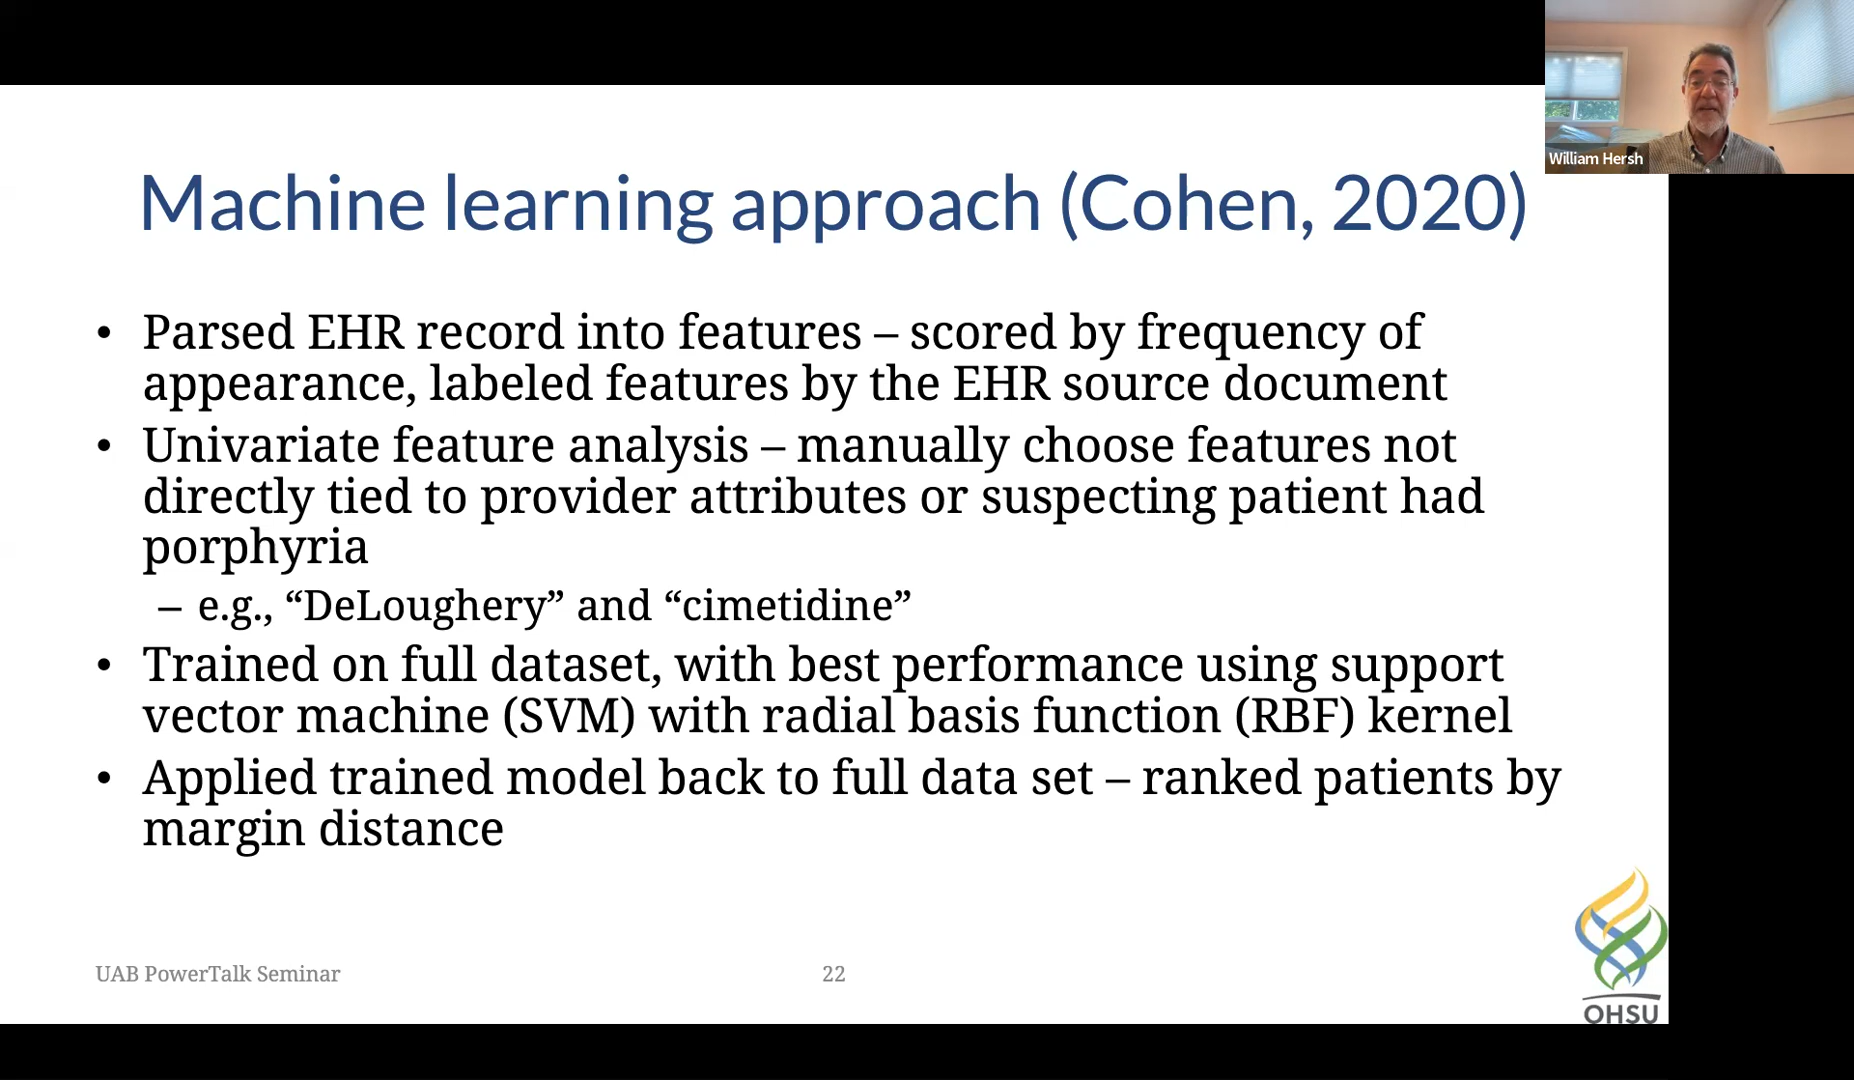 William Hersh
Machine learning approach (Cohen, 2020)
• Parsed EHR record into features – scored by frequency of
appearance, labeled features by the EHR source document
• Univariate feature analysis – manually choose features not
directly tied to provider attributes or suspecting patient had
porphyria
– e.g., “DeLoughery” and “cimetidine”
• Trained on full dataset, with best performance using support
vector machine (SVM) with radial basis function (RBF) kernel
• Applied trained model back to full data set – ranked patients by
margin distance
UAB PowerTalk Seminar
22
OHSU